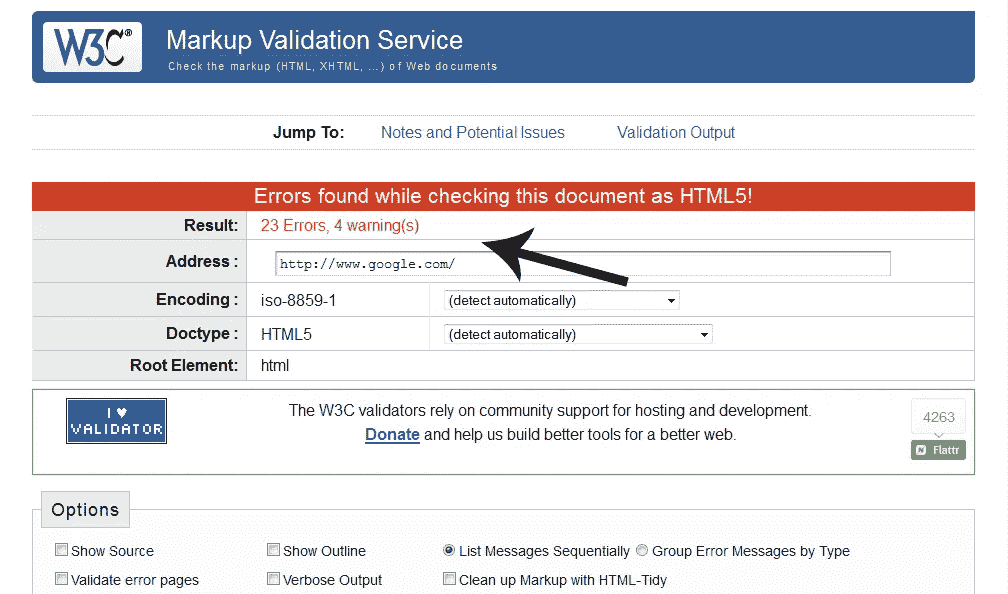 W3C®
Markup Validation Service
Check the markup (HTML, XHTML, …) of Web documents
Jump To: Notes and Potential Issues Validation Output
Errors found while checking this document as HTML5!
Result: 23 Errors, 4 warning(s)
Address : http://www.google.com/
Encoding : iso-8859-1 (detect automatically)
Doctype : HTML5 (detect automatically)
Root Element: html
I ♥
VALIDATOR
The W3C validators rely on community support for hosting and development.
Donate and help us build better tools for a better web.
4263
Flattr
Options
Show Source Show Outline List Messages Sequentially Group Error Messages by Type
Validate error pages Verbose Output Clean up Markup with HTML-Tidy